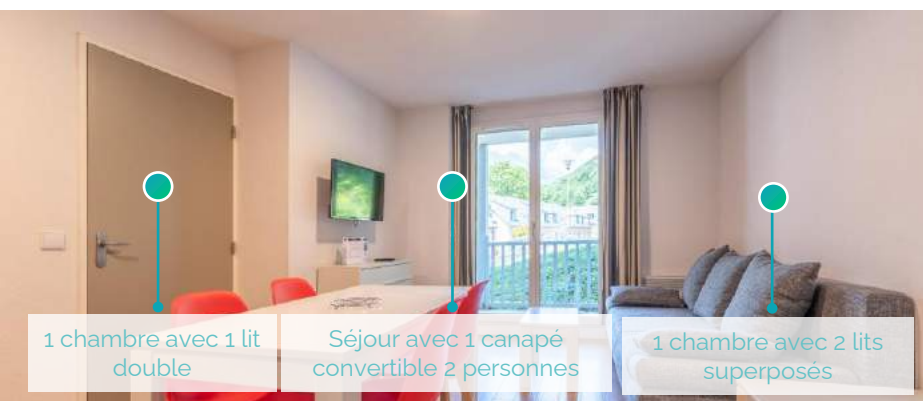 1 chambre avec 1 lit
double
Séjour avec 1 canapé
convertible 2 personnes
1 chambre avec 2 lits
superposés